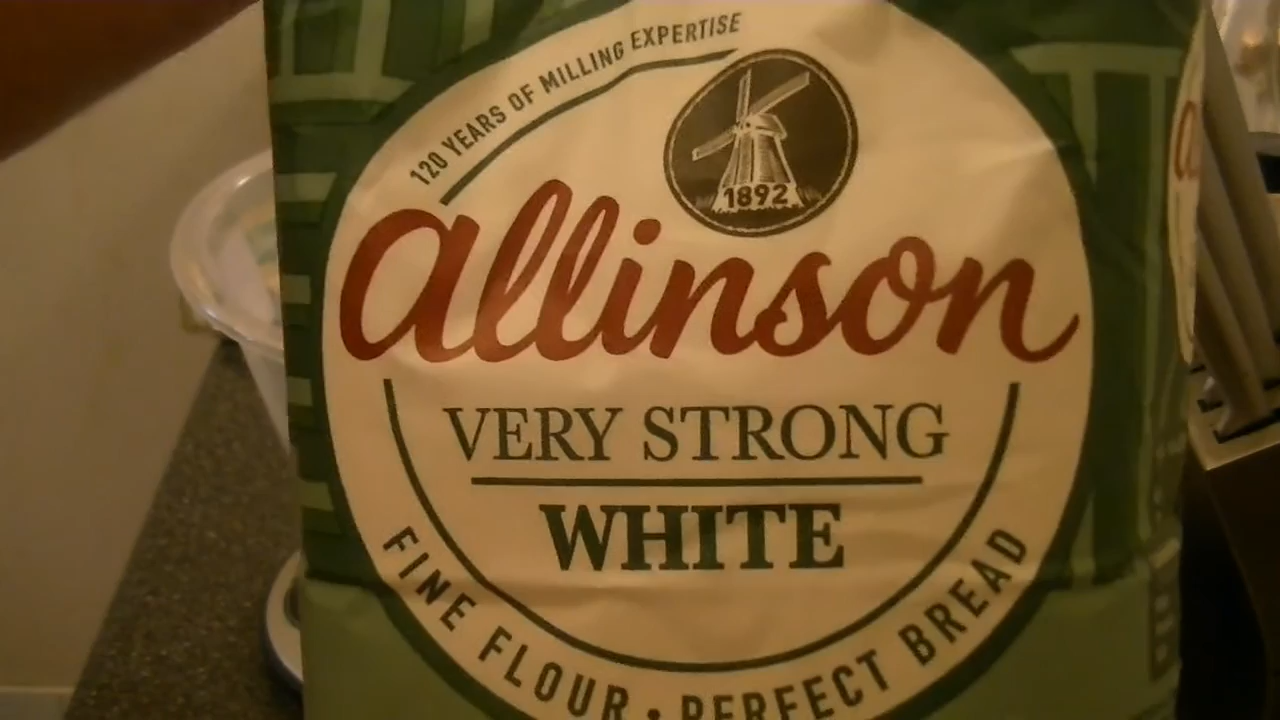 120 YEARS OF MILLING EXPERTISE
1892
allinson
VERY STRONG
WHITE
FINE FLOUR • PERFECT BREAD